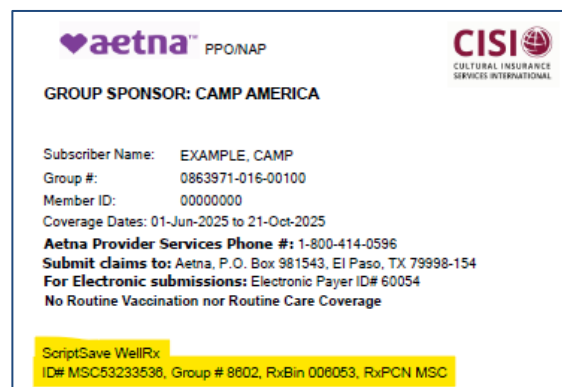 aetna™ PPO/NAP
CISI
CULTURAL INSURANCE
SERVICES INTERNATIONAL
GROUP SPONSOR: CAMP AMERICA
Subscriber Name: EXAMPLE, CAMP
Group #: 0863971-016-00100
Member ID: 00000000
Coverage Dates: 01-Jun-2025 to 21-Oct-2025
Aetna Provider Services Phone #: 1-800-414-0596
Submit claims to: Aetna, P.O. Box 981543, El Paso, TX 79998-154
For Electronic submissions: Electronic Payer ID# 60054
No Routine Vaccination nor Routine Care Coverage
ScriptSave WellRx
ID# MSC53233536, Group # 8602, RxBin 006053, RxPCN MSC